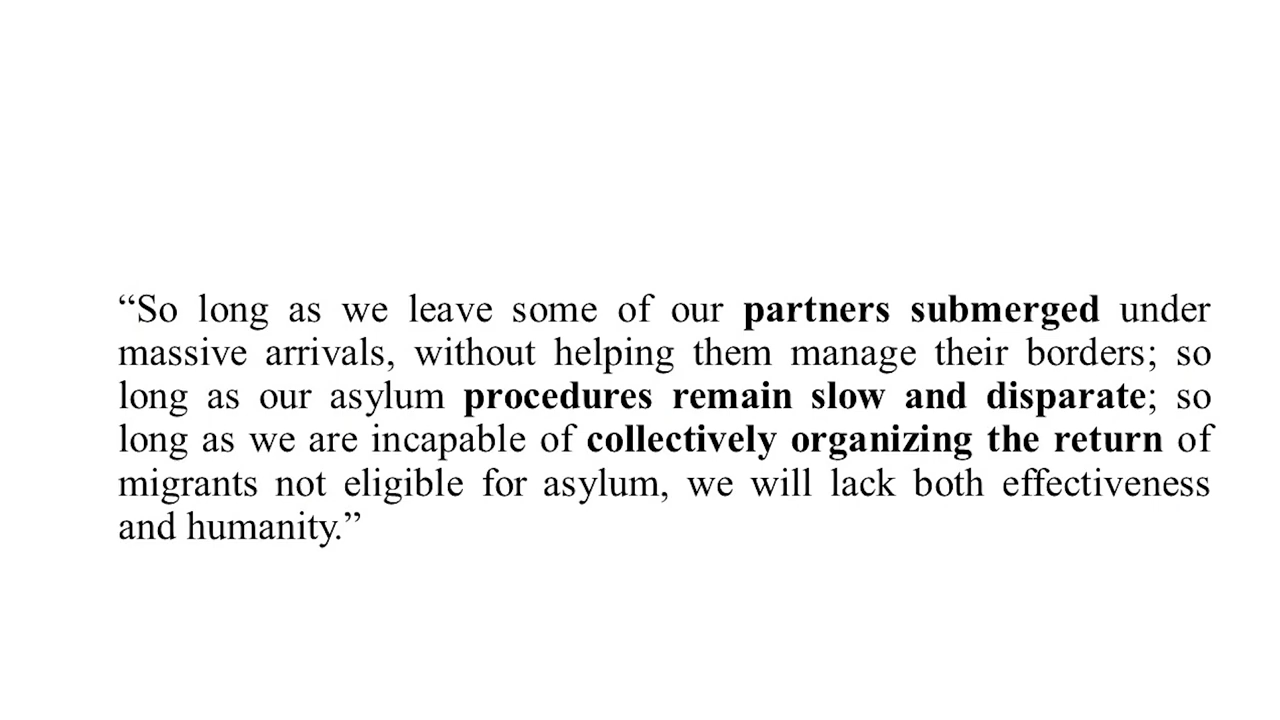 “So long as we leave some of our partners submerged under
massive arrivals, without helping them manage their borders; so
long as our asylum procedures remain slow and disparate; so
long as we are incapable of collectively organizing the return of
migrants not eligible for asylum, we will lack both effectiveness
and humanity.”